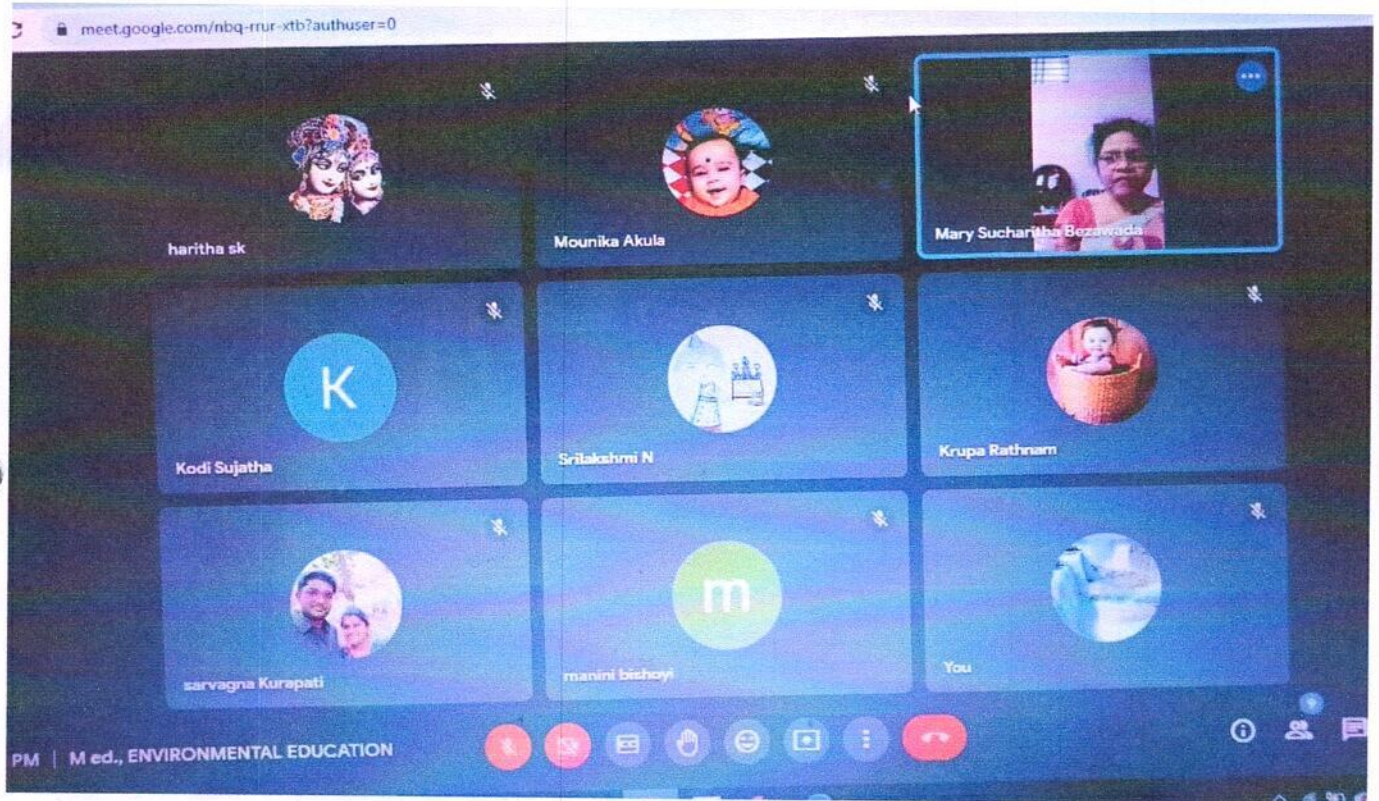 meet.google.com/nbq-rrur-xtb?authuser=0
haritha sk
Mounika Akula
Mary Sucharitha Bezawada
K
Kodi Sujatha
Srilakshmi N
Krupa Rathnam
sarvagna Kurapati
m
manini bishoyi
You
9
PM | M ed., ENVIRONMENTAL EDUCATION